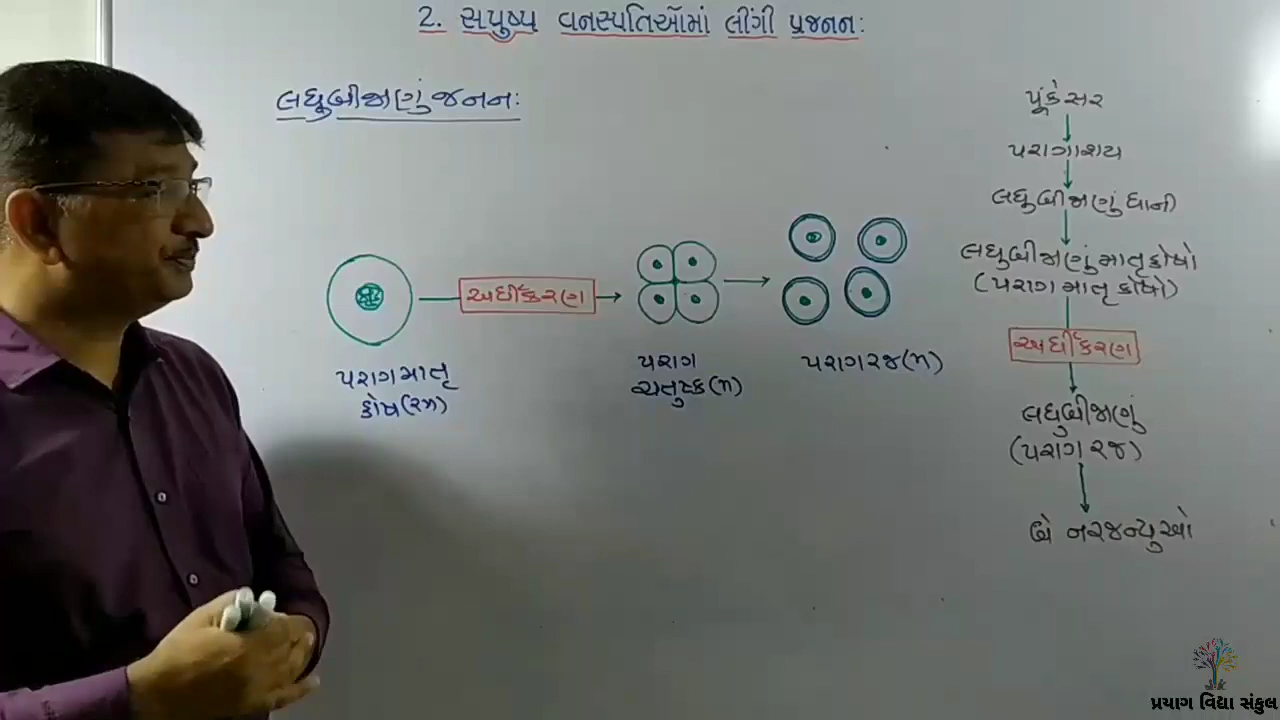 2. સપુષ્પ વનસ્પતિઓમાં લીંગી પ્રજનન:
લઘુબીજાણુંજનન:
પરાગમાતૃ
કોષ(2n)
અર્ધીકરણ
પરાગ
ચતુષ્ક(n)
પરાગરજ(n)
પૂંકેસર
પરાગાશય
લઘુબીજાણુંધાની
લઘુબીજાણુંમાતૃકોષો
(પરાગમાતૃકોષો)
અર્ધીકરણ
લઘુબીજાણું
(પરાગરજ)
બે નરજન્યુઓ
પ્રયાગ વિદ્યા સંકુલ